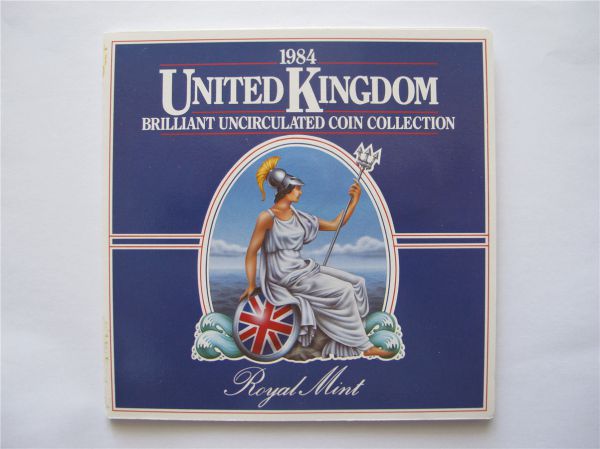 1984
UNITED KINGDOM
BRILLIANT UNCIRCULATED COIN COLLECTION
Royal Mint